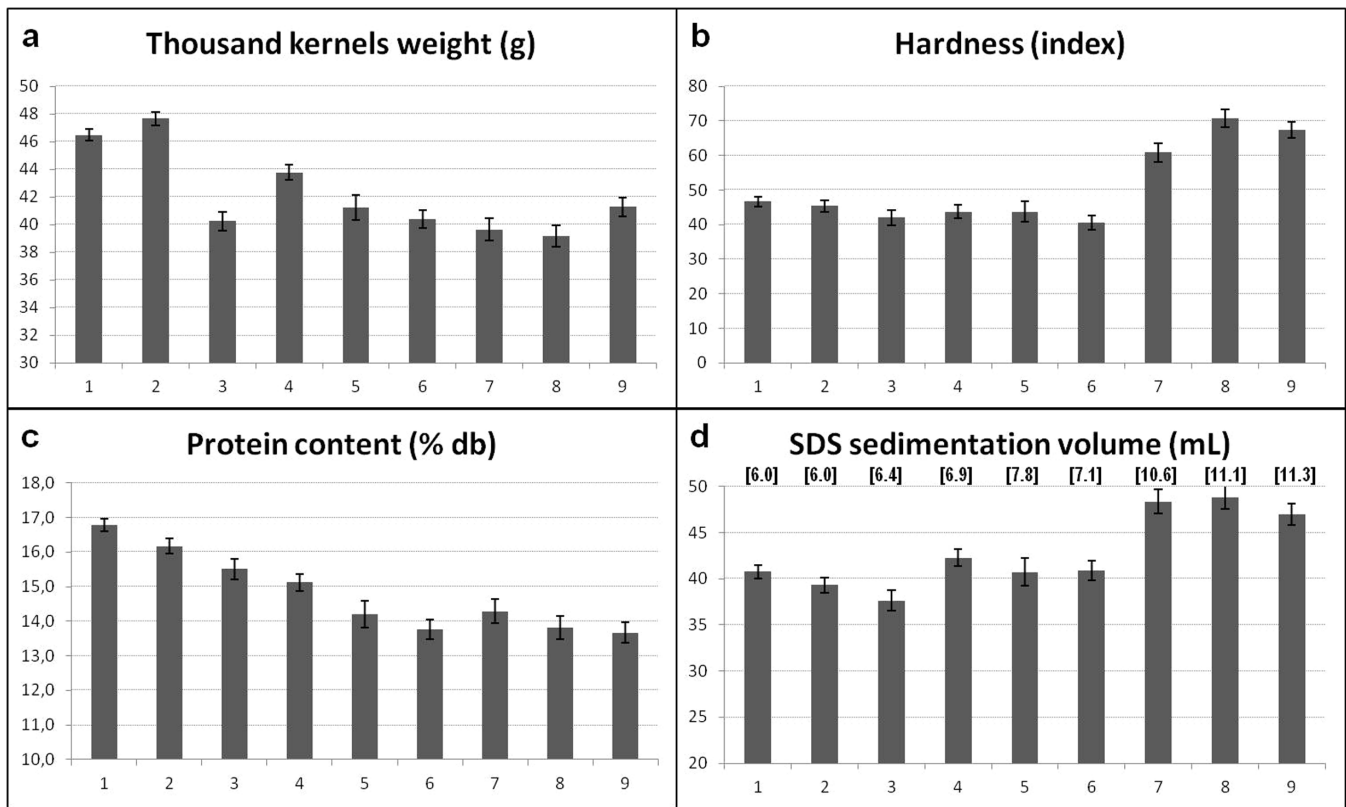 a
Thousand kernels weight (g)
50
48
46
44
42
40
38
36
34
32
30
1 2 3 4 5 6 7 8 9
b
Hardness (index)
80
70
60
50
40
30
20
10
0
1 2 3 4 5 6 7 8 9
c
Protein content (% db)
18,0
17,0
16,0
15,0
14,0
13,0
12,0
11,0
10,0
1 2 3 4 5 6 7 8 9
d
SDS sedimentation volume (mL)
[6.0] [6.0] [6.4] [6.9] [7.8] [7.1] [10.6] [11.1] [11.3]
50
45
40
35
30
25
20
1 2 3 4 5 6 7 8 9